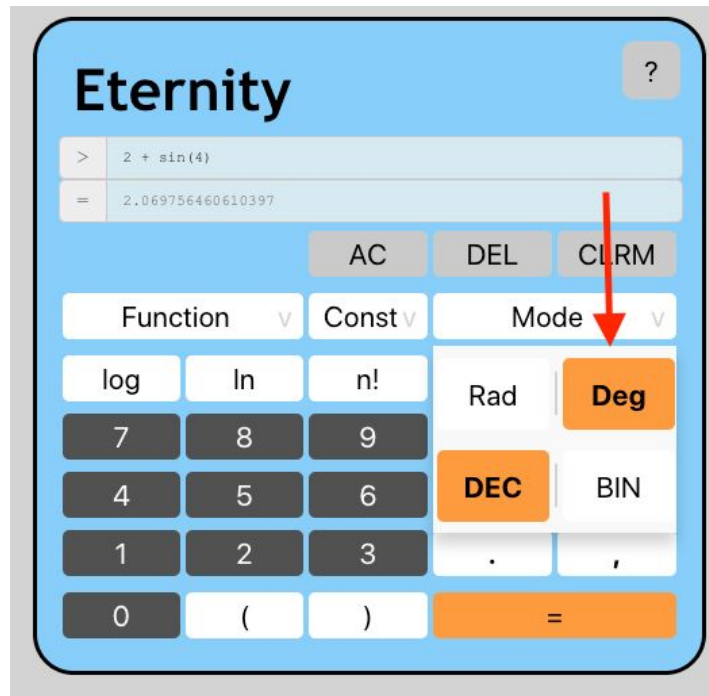 Eternity
?
> 2 + sin(4)
= 2.069756460610397
AC DEL CLRM
Function v Const v Mode v
log ln n! Rad Deg
7 8 9
4 5 6 DEC BIN
1 2 3 . ,
0 ( ) =